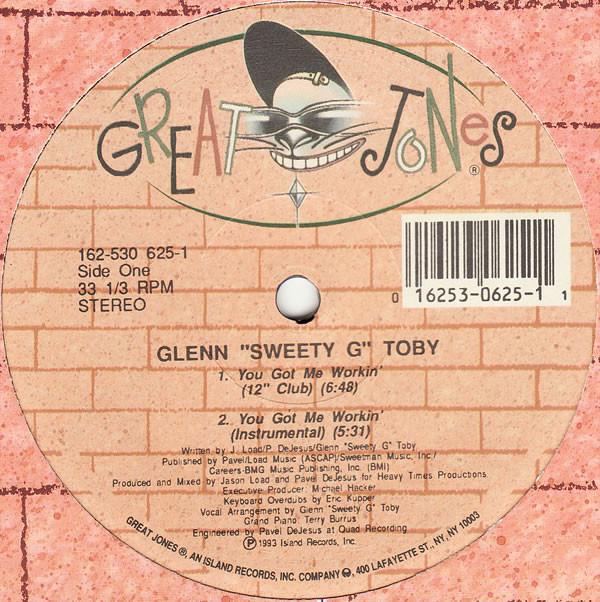 GREAT JONES ®
162-530 625-1
Side One
33 1/3 RPM
STEREO
0 16253-0625-1 1
GLENN "SWEETY G" TOBY
1. You Got Me Workin'
(12" Club) (6:48)
2. You Got Me Workin'
(Instrumental) (5:31)
Written by J. Load/P. DeJesus/Glenn "Sweety G" Toby
Published by Pavel/Load Music (ASCAP)/Sweetman Music, Inc./
Careers-BMG Music Publishing, Inc. (BMI)
Produced and Mixed by Jason Load and Pavel DeJesus for Heavy Times Productions
Executive Producer: Michael Hacker
Keyboard Overdubs by Eric Kupper
Vocal Arrangement by Glenn "Sweety G" Toby
Grand Piano: Terry Burrus
Engineered by Pavel DeJesus at Quad Recording
Ⓟ 1993 Island Records, Inc.
GREAT JONES ®, AN ISLAND RECORDS, INC. COMPANY, 400 LAFAYETTE ST., NY, NY 10003